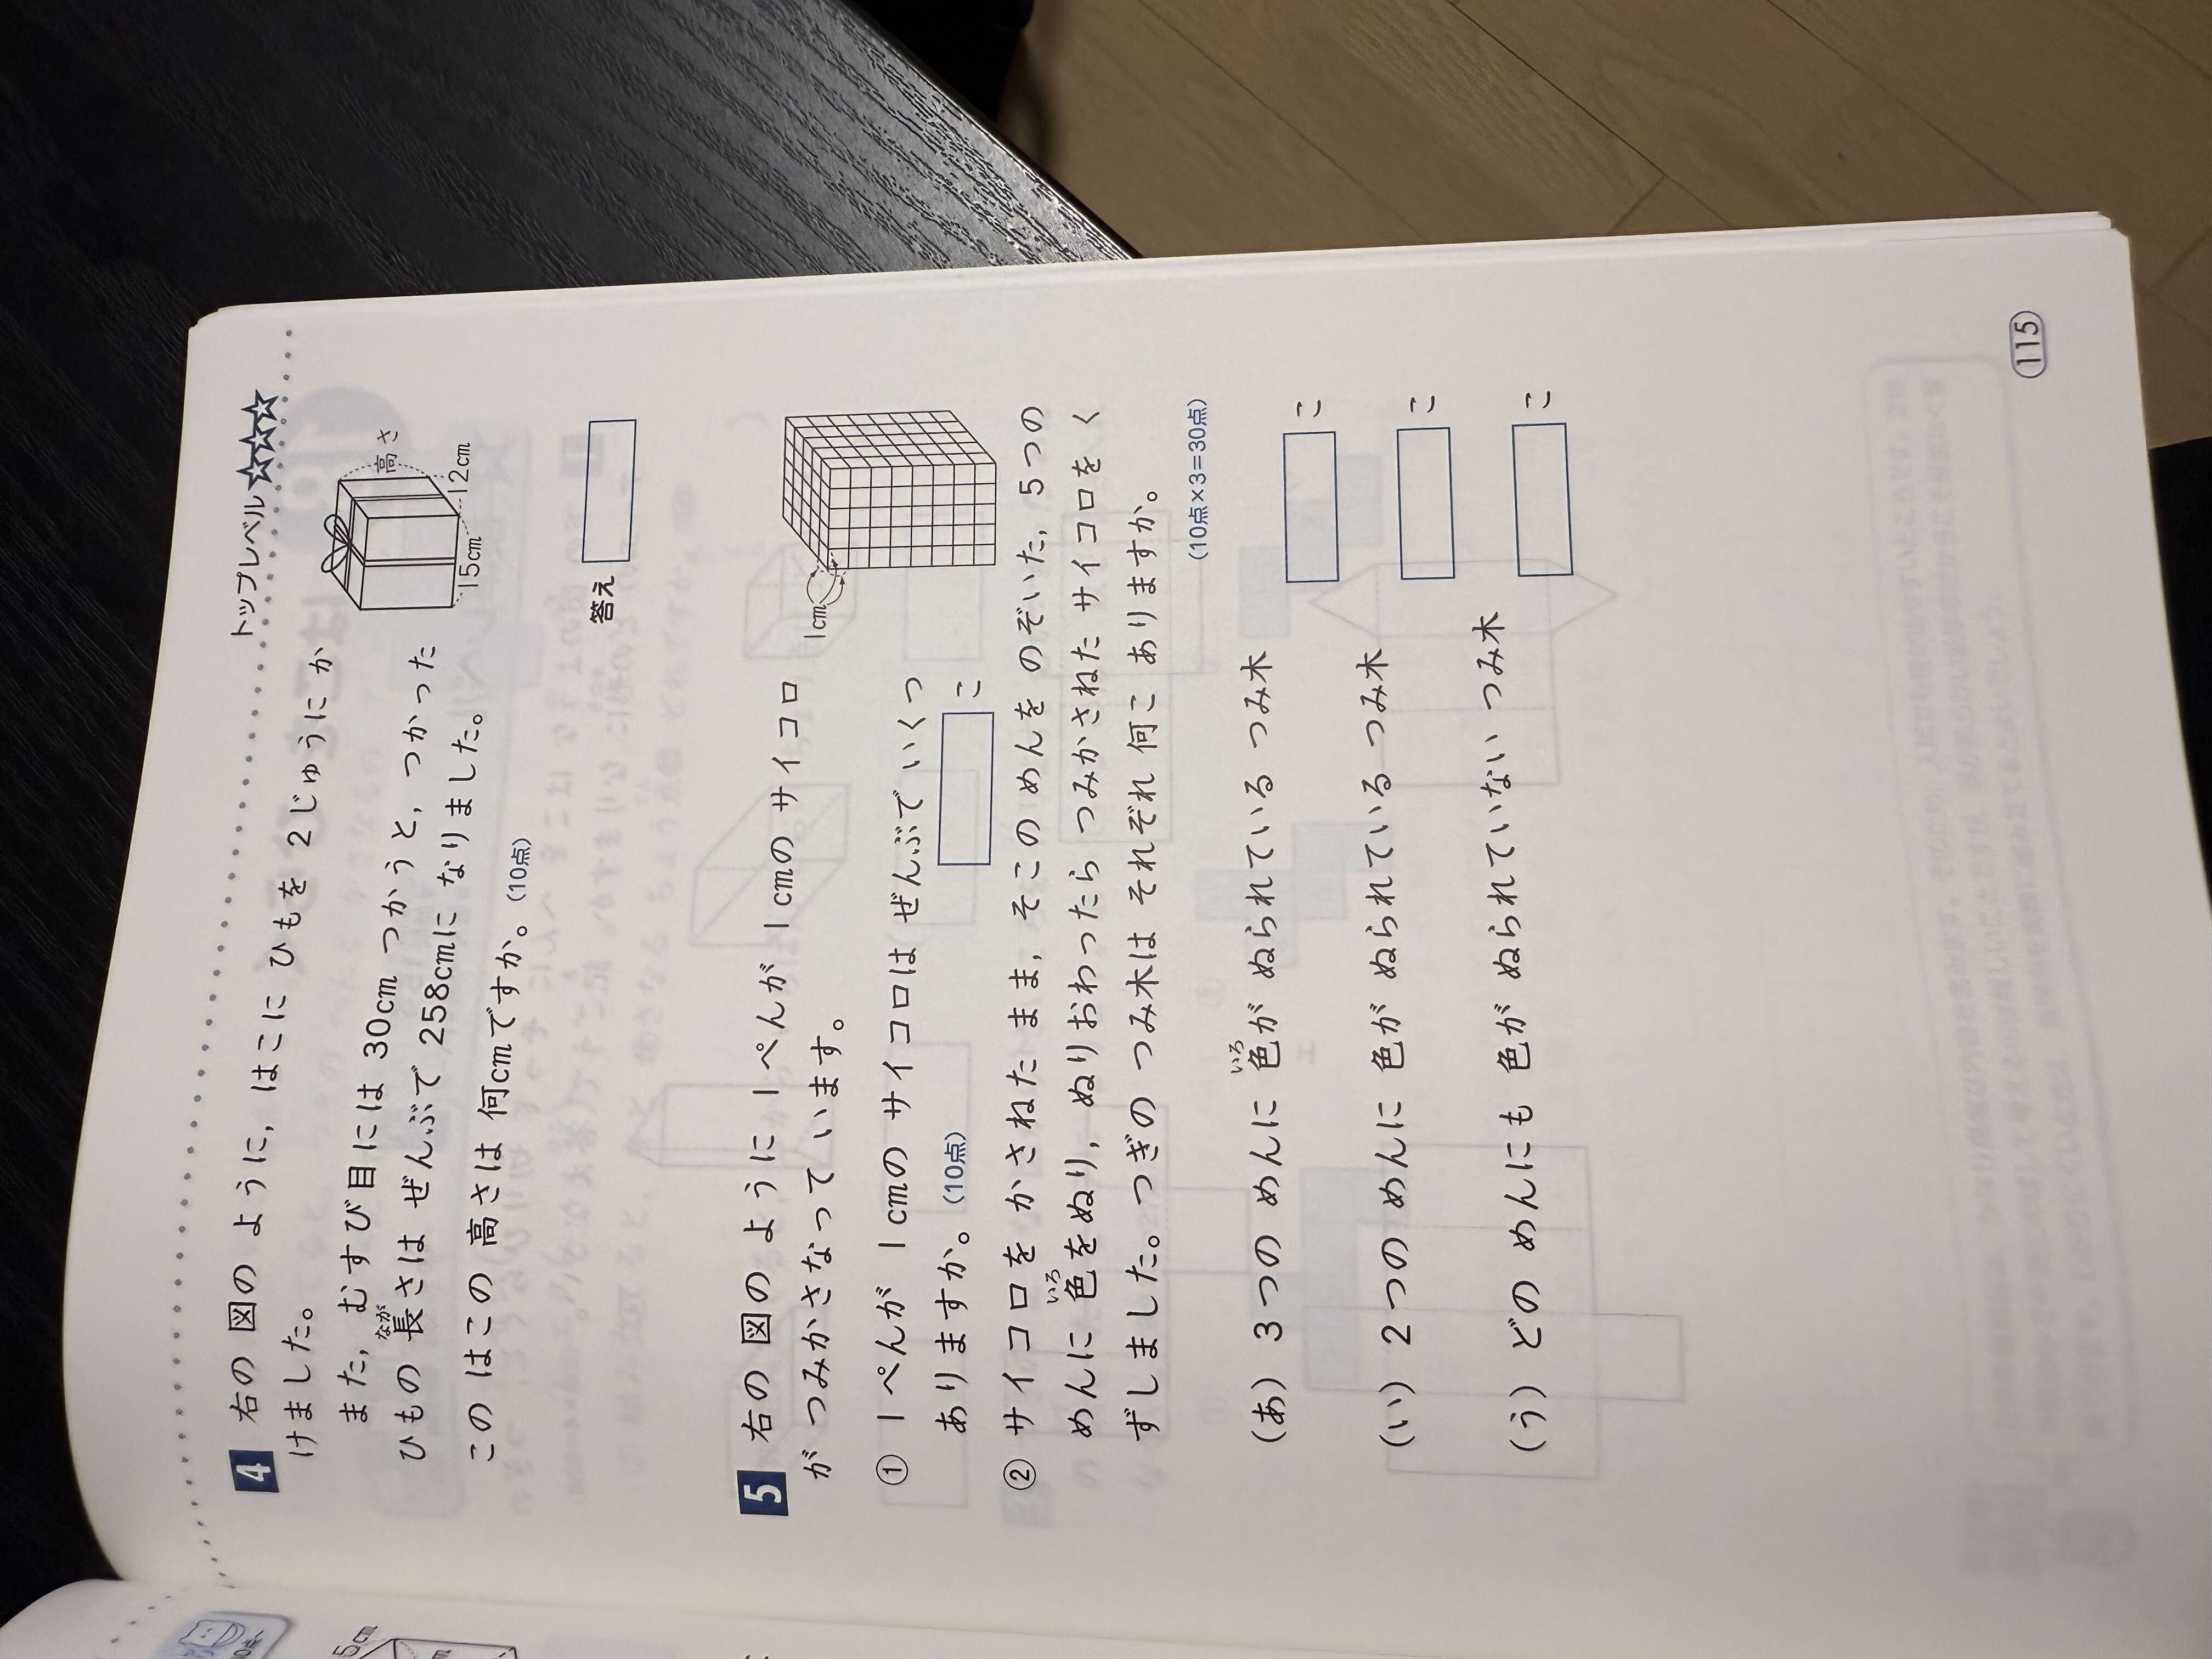 トップレベル☆☆☆
4 右の 図の ように, はこに ひもを 2じゅうに か
けました。
また, むすび目には 30cm つかうと, つかった
なが
ひもの 長さは ぜんぶで 258cmに なりました。
この はこの 高さは 何cmですか。(10点)
高さ
15cm
12cm
答え
5 右の 図の ように 1ぺんが 1cmの サイコロ
が つみかさなって います。
1cm
① 1ぺんが 1cmの サイコロは ぜんぶで いくつ
ありますか。(10点)
こ
② サイコロを かさねた まま, そこの めんを のぞいた, 5つの
いろ
めんに 色をぬり, ぬりおわったら つみかさねた サイコロを く
ずしました。つぎの つみ木は それぞれ 何こ ありますか。
(10点×3=30点)
いろ
(あ) 3つの めんに 色が ぬられている つみ木
こ
(い) 2つの めんに 色が ぬられている つみ木
こ
(う) どの めんにも 色が ぬられていない つみ木
こ
115
5cm